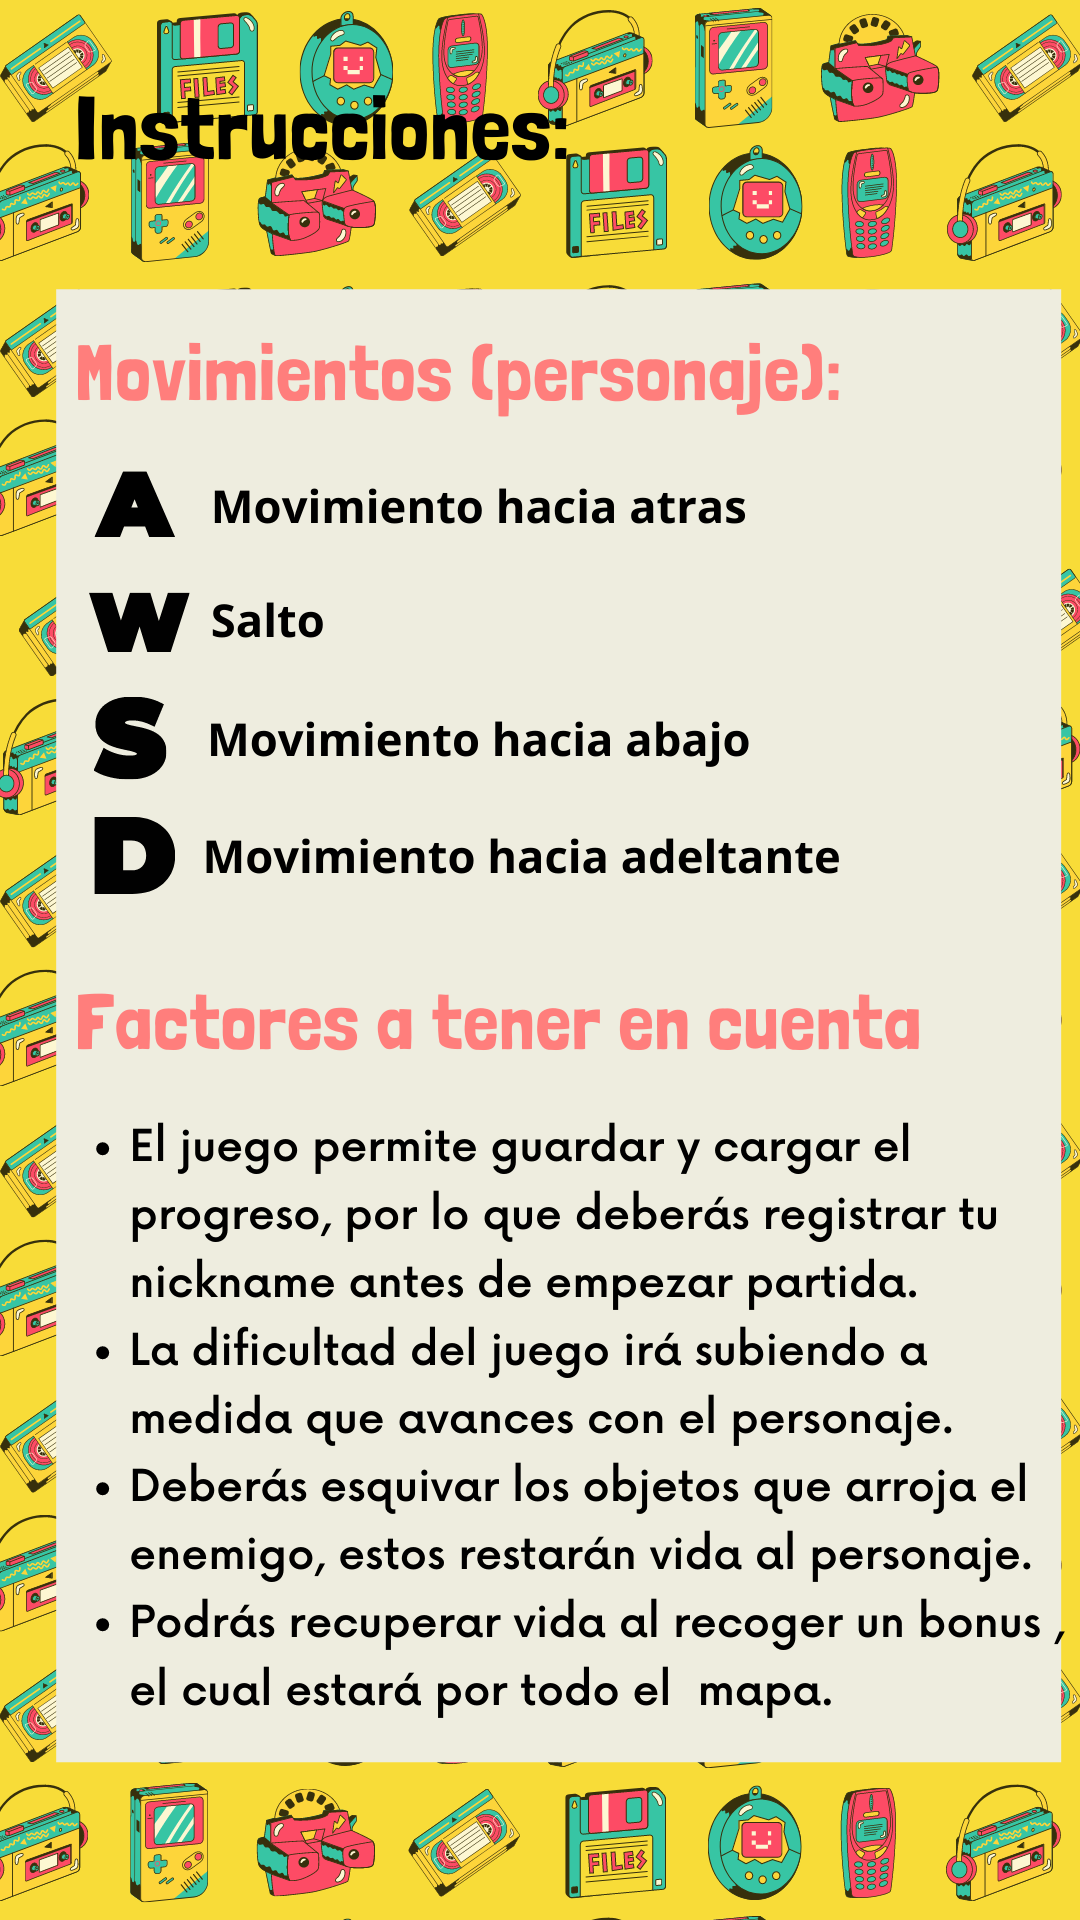 FILES
Instrucciones:
FILES
Movimientos (personaje):
A Movimiento hacia atras
W Salto
S Movimiento hacia abajo
D Movimiento hacia adeltante
Factores a tener en cuenta
• El juego permite guardar y cargar el
progreso, por lo que deberás registrar tu
nickname antes de empezar partida.
• La dificultad del juego irá subiendo a
medida que avances con el personaje.
• Deberás esquivar los objetos que arroja el
enemigo, estos restarán vida al personaje.
• Podrás recuperar vida al recoger un bonus ,
el cual estará por todo el  mapa.
FILES